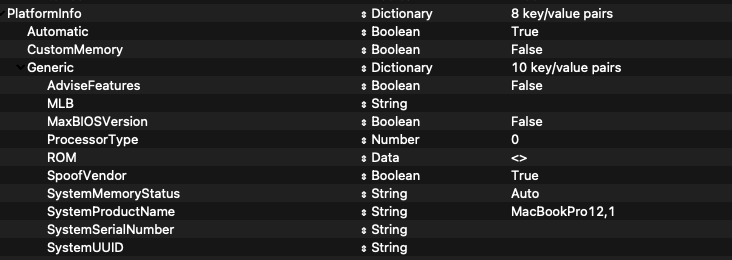 PlatformInfo Dictionary 8 key/value pairs
Automatic Boolean True
CustomMemory Boolean False
Generic Dictionary 10 key/value pairs
AdviseFeatures Boolean False
MLB String
MaxBIOSVersion Boolean False
ProcessorType Number 0
ROM Data <>
SpoofVendor Boolean True
SystemMemoryStatus String Auto
SystemProductName String MacBookPro12,1
SystemSerialNumber String
SystemUUID String